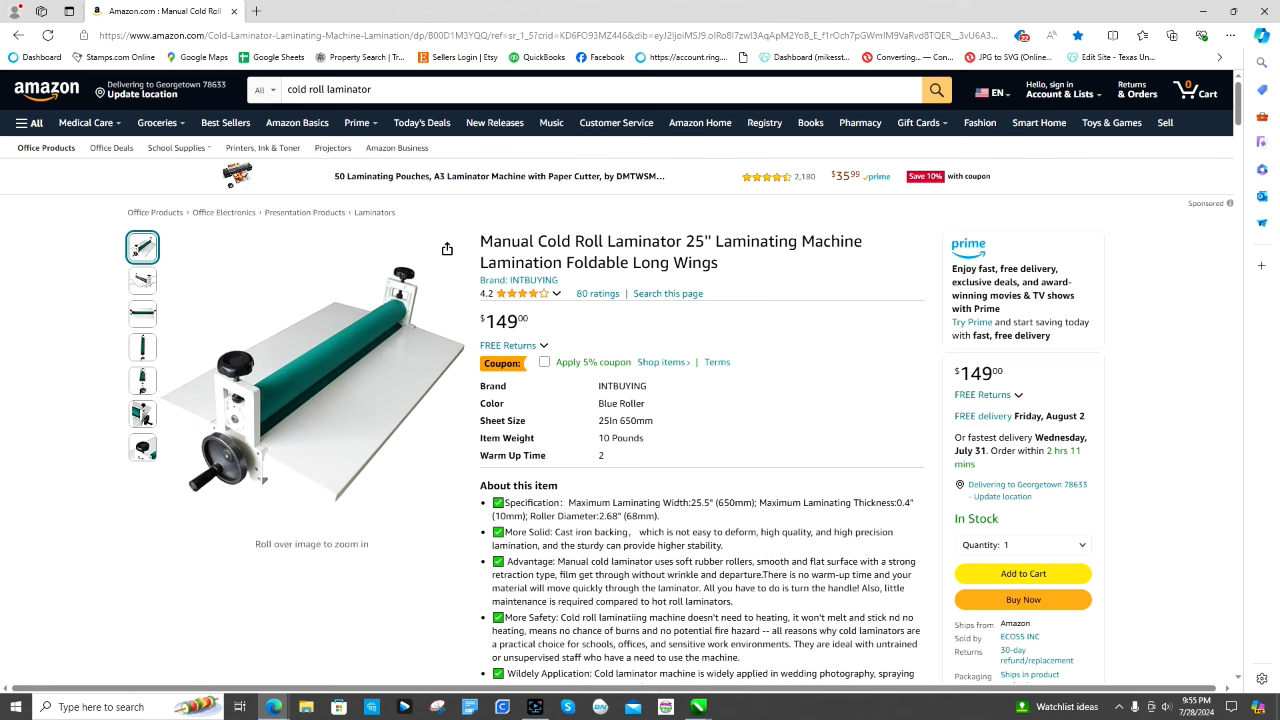 Amazon.com : cold roll laminator
https://www.amazon.com/Cold-Laminator-Laminating-Machine-Lamination/dp/
22
Dashboard
Stamps.com Online
Google Maps
Google Sheets
Property Search | Tr...
Sellers Login | Etsy
QuickBooks
Facebook
https://account.ring....
Dashboard (mikesst...
Converting... — Con...
JPG to SVG (Online...
Edit Site - Texas Un...
amazon
Delivering to Georgetown 78633
Update location
All
cold roll laminator
EN
Hello, sign in
Account & Lists
Returns
& Orders
0
Cart
All
Medical Care
Groceries
Best Sellers
Amazon Basics
Prime
Today's Deals
New Releases
Music
Customer Service
Amazon Home
Registry
Books
Pharmacy
Gift Cards
Fashion
Smart Home
Toys & Games
Sell
Office Products
Office Deals
School Supplies
Printers, Ink & Toner
Projectors
Amazon Business
50 Laminating Pouches, A3 Laminator Machine with Paper Cutter, by DMTWSM...
2,180
$35.99
prime
Save 10% with coupon
Sponsored
Office Products › Office Electronics › Presentation Products › Laminators
Manual Cold Roll Laminator 25'' Laminating Machine
Lamination Foldable Long Wings
Brand: INTBUYING
4.2
80 ratings | Search this page
$149.00
FREE Returns
Coupon: Apply 5% coupon Shop items › | Terms
Brand INTBUYING
Color Blue Roller
Sheet Size 25In 650mm
Item Weight 10 Pounds
Warm Up Time 2
About this item
• ✅Specification： Maximum Laminating Width:25.5" (650mm); Maximum Laminating Thickness:0.4"
(10mm); Roller Diameter:2.68" (68mm).
• ✅More Solid: Cast iron backing， which is not easy to deform, high quality, and high precision
lamination, and the sturdy can provide higher stability.
• ✅ Advantage: Manual cold laminator uses soft rubber rollers, smooth and flat surface with a strong
retraction type, film get through without wrinkle and departure.There is no warm-up time and your
material will move quickly through the laminator. All you have to do is turn the handle! Also, little
maintenance is required compared to hot roll laminators.
• ✅More Safety: Cold roll laminatiing machine doesn't need to heating, it won't melt and stick nd no
heating, means no chance of burns and no potential fire hazard -- all reasons why cold laminators are
a practical choice for schools, offices, and sensitive work environments. They are ideal with untrained
or unsupervised staff who have a need to use the machine.
• ✅ Wildely Application: Cold laminator machine is widely applied in wedding photography, spraying
Roll over image to zoom in
prime
Enjoy fast, free delivery,
exclusive deals, and award-
winning movies & TV shows
with Prime
Try Prime and start saving today
with fast, free delivery
$149.00
FREE Returns
FREE delivery Friday, August 2
Or fastest delivery Wednesday,
July 31. Order within 2 hrs 11
mins
Delivering to Georgetown 78633
- Update location
In Stock
Quantity: 1
Add to Cart
Buy Now
Ships from Amazon
Sold by ECOSS INC
Returns 30-day
refund/replacement
Packaging Ships in product
Type here to search
Watchlist ideas
9:55 PM
7/28/2024